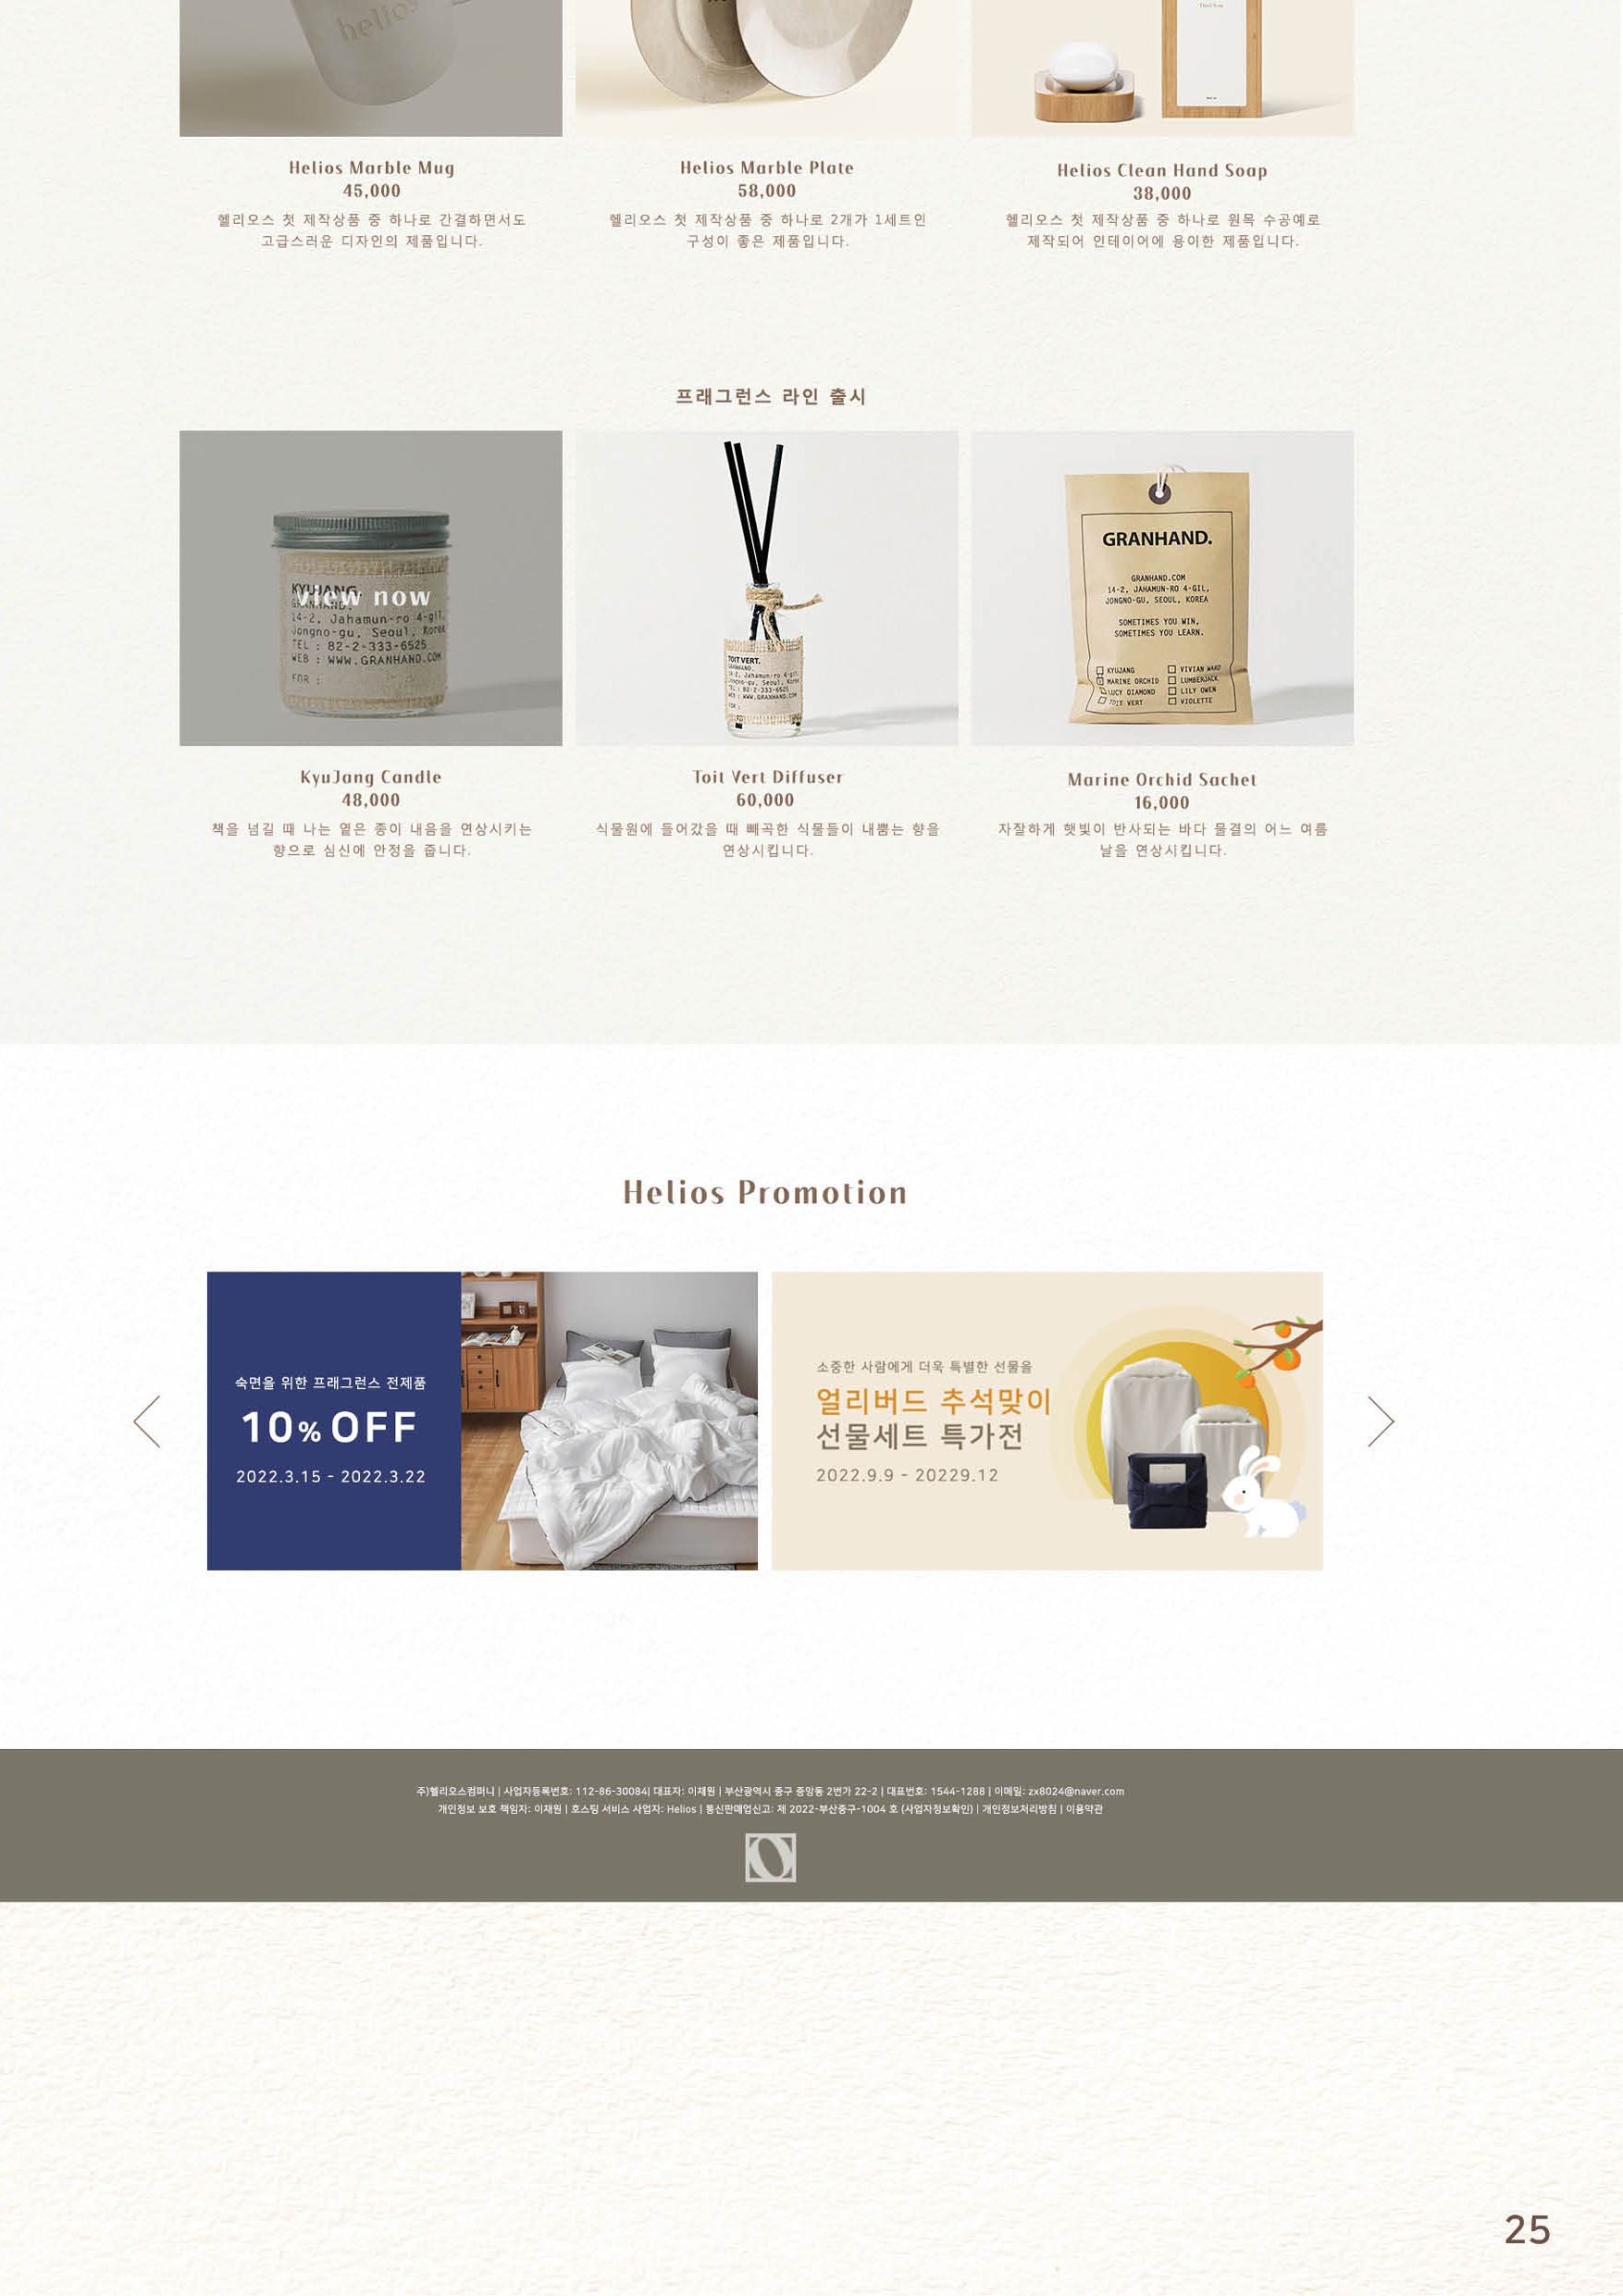 helios
Helios Marble Mug
45,000
헬리오스 첫 제작상품 중 하나로 간결하면서도
고급스러운 디자인의 제품입니다.
Helios Marble Plate
58,000
헬리오스 첫 제작상품 중 하나로 2개가 1세트인
구성이 좋은 제품입니다.
Helios Clean Hand Soap
38,000
헬리오스 첫 제작상품 중 하나로 원목 수공예로
제작되어 인테이어에 용이한 제품입니다.
프래그런스 라인 출시
KYUJANG.
view now
GRANHAND.
14-2, Jahamun-ro 4-gil,
Jongno-gu, Seoul, Korea
TEL : 82-2-333-6525
WEB : WWW.GRANHAND.COM
FOR :
TOIT VERT.
GRANHAND.
14-2, Jahamun-ro 4-gil,
Jongno-gu, Seoul, Korea
TEL : 82-2-333-6525
WEB : WWW.GRANHAND.COM
FOR :
GRANHAND.
GRANHAND.COM
14-2, JAHAMUN-RO 4-GIL,
JONGNO-GU, SEOUL, KOREA
SOMETIMES YOU WIN,
SOMETIMES YOU LEARN.
KYUJANG
VIVIAN WARD
MARINE ORCHID
LUMBERJACK
LUCY DIAMOND
LILY OWEN
TOIT VERT
VIOLETTE
KyuJang Candle
48,000
책을 넘길 때 나는 옅은 종이 내음을 연상시키는
향으로 심신에 안정을 줍니다.
Toit Vert Diffuser
60,000
식물원에 들어갔을 때 빼곡한 식물들이 내뿜는 향을
연상시킵니다.
Marine Orchid Sachet
16,000
자잘하게 햇빛이 반사되는 바다 물결의 어느 여름
날을 연상시킵니다.
Helios Promotion
숙면을 위한 프래그런스 전제품
10% OFF
2022.3.15 - 2022.3.22
소중한 사람에게 더욱 특별한 선물을
얼리버드 추석맞이
선물세트 특가전
2022.9.9 - 20229.12
주)헬리오스컴퍼니 | 사업자등록번호: 112-86-30084| 대표자: 이재원 | 부산광역시 중구 중앙동 2번가 22-2 | 대표번호: 1544-1288 | 이메일: zx8024@naver.com
개인정보 보호 책임자: 이재원 | 호스팅 서비스 사업자: Helios | 통신판매업신고: 제 2022-부산중구-1004 호 (사업자정보확인) | 개인정보처리방침 | 이용약관
25